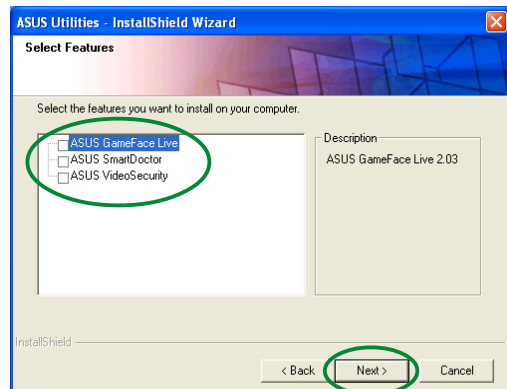 ASUS Utilities - InstallShield Wizard
Select Features
Select the features you want to install on your computer.
ASUS GameFace Live
ASUS SmartDoctor
ASUS VideoSecurity
Description
ASUS GameFace Live 2.03
InstallShield
< Back
Next >
Cancel